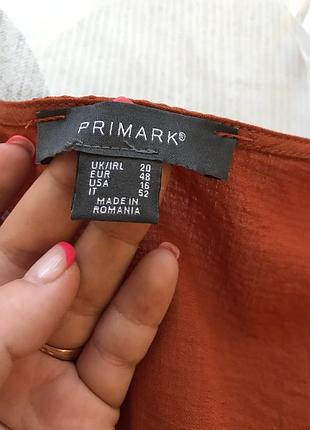 PRIMARK®
UK/IRL 20
EUR 48
USA 16
IT 52
MADE IN
ROMANIA